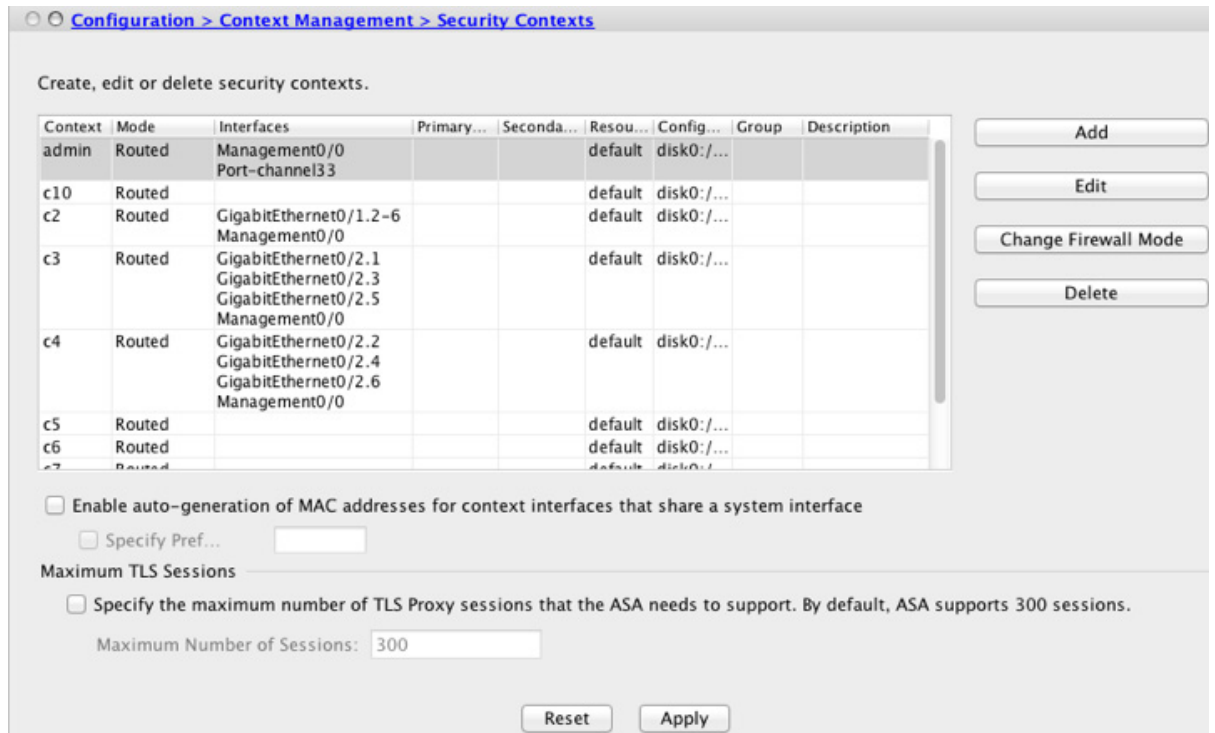 Configuration > Context Management > Security Contexts
Create, edit or delete security contexts.
Context Mode Interfaces Primary... Seconda... Resou... Config... Group Description
admin Routed Management0/0 default disk0:/...
Port-channel33
c10 Routed default disk0:/...
c2 Routed GigabitEthernet0/1.2-6 default disk0:/...
Management0/0
c3 Routed GigabitEthernet0/2.1 default disk0:/...
GigabitEthernet0/2.3
GigabitEthernet0/2.5
Management0/0
c4 Routed GigabitEthernet0/2.2 default disk0:/...
GigabitEthernet0/2.4
GigabitEthernet0/2.6
Management0/0
c5 Routed default disk0:/...
c6 Routed default disk0:/...
c7 Routed default disk0:/
Add
Edit
Change Firewall Mode
Delete
Enable auto-generation of MAC addresses for context interfaces that share a system interface
Specify Pref...
Maximum TLS Sessions
Specify the maximum number of TLS Proxy sessions that the ASA needs to support. By default, ASA supports 300 sessions.
Maximum Number of Sessions: 300
Reset Apply